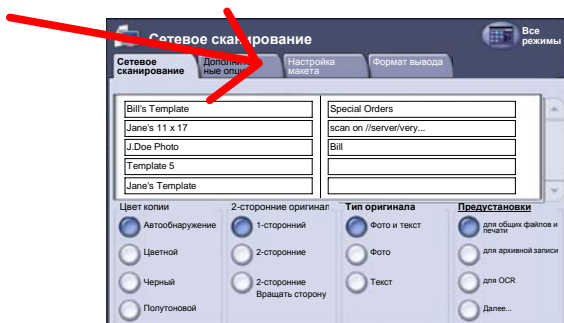 Сетевое сканирование
Все
режимы
Сетевое
сканирование
Дополнитель
ные опции
Настройка
макета
Формат вывода
Bill's Template
Special Orders
Jane's 11 x 17
scan on //server/very...
J.Doe Photo
Bill
Template 5
Jane's Template
Цвет копии
2-сторонние оригинал
Тип оригинала
Предустановки
Автообнаружение
1-сторонний
Фото и текст
для общих файлов и
печати
Цветной
2-сторонние
Фото
для архивной записи
Черный
2-сторонние
Вращать сторону
Текст
для OCR
Полутоновой
Далее...